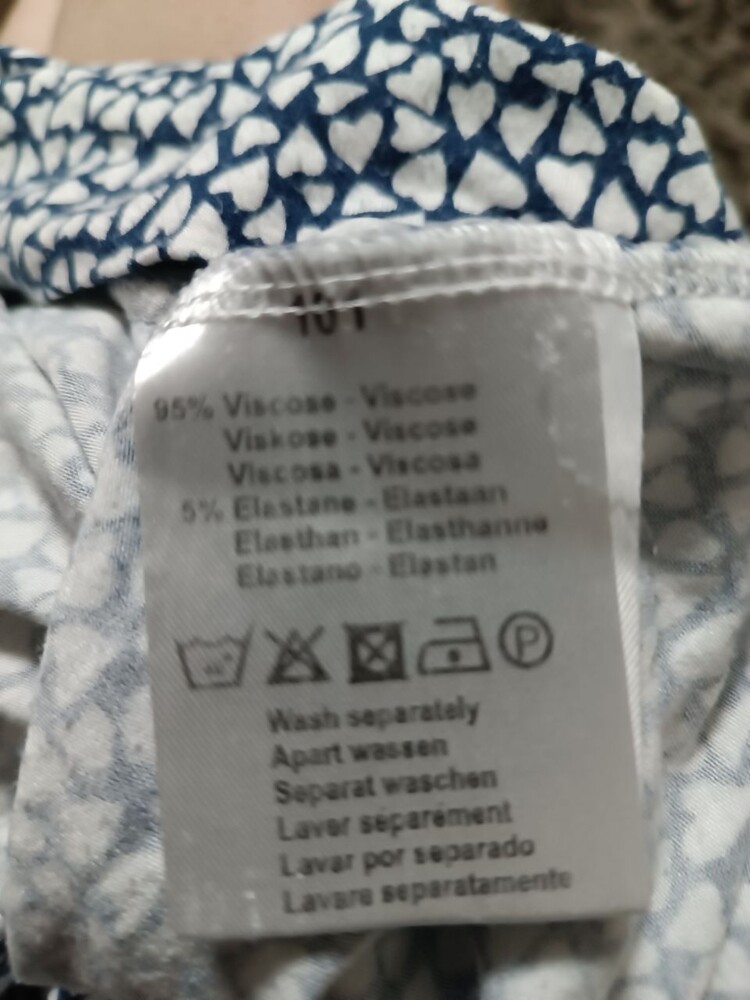 95% Viscose - Viscose
Viskose - Viscose
Viscosa - Viscosa
5% Elastane - Elastaan
Elasthan - Elasthanne
Elastano - Elastan
P
Wash separately
Apart wassen
Separat waschen
Laver separément
Lavar por separado
Lavare separatamente